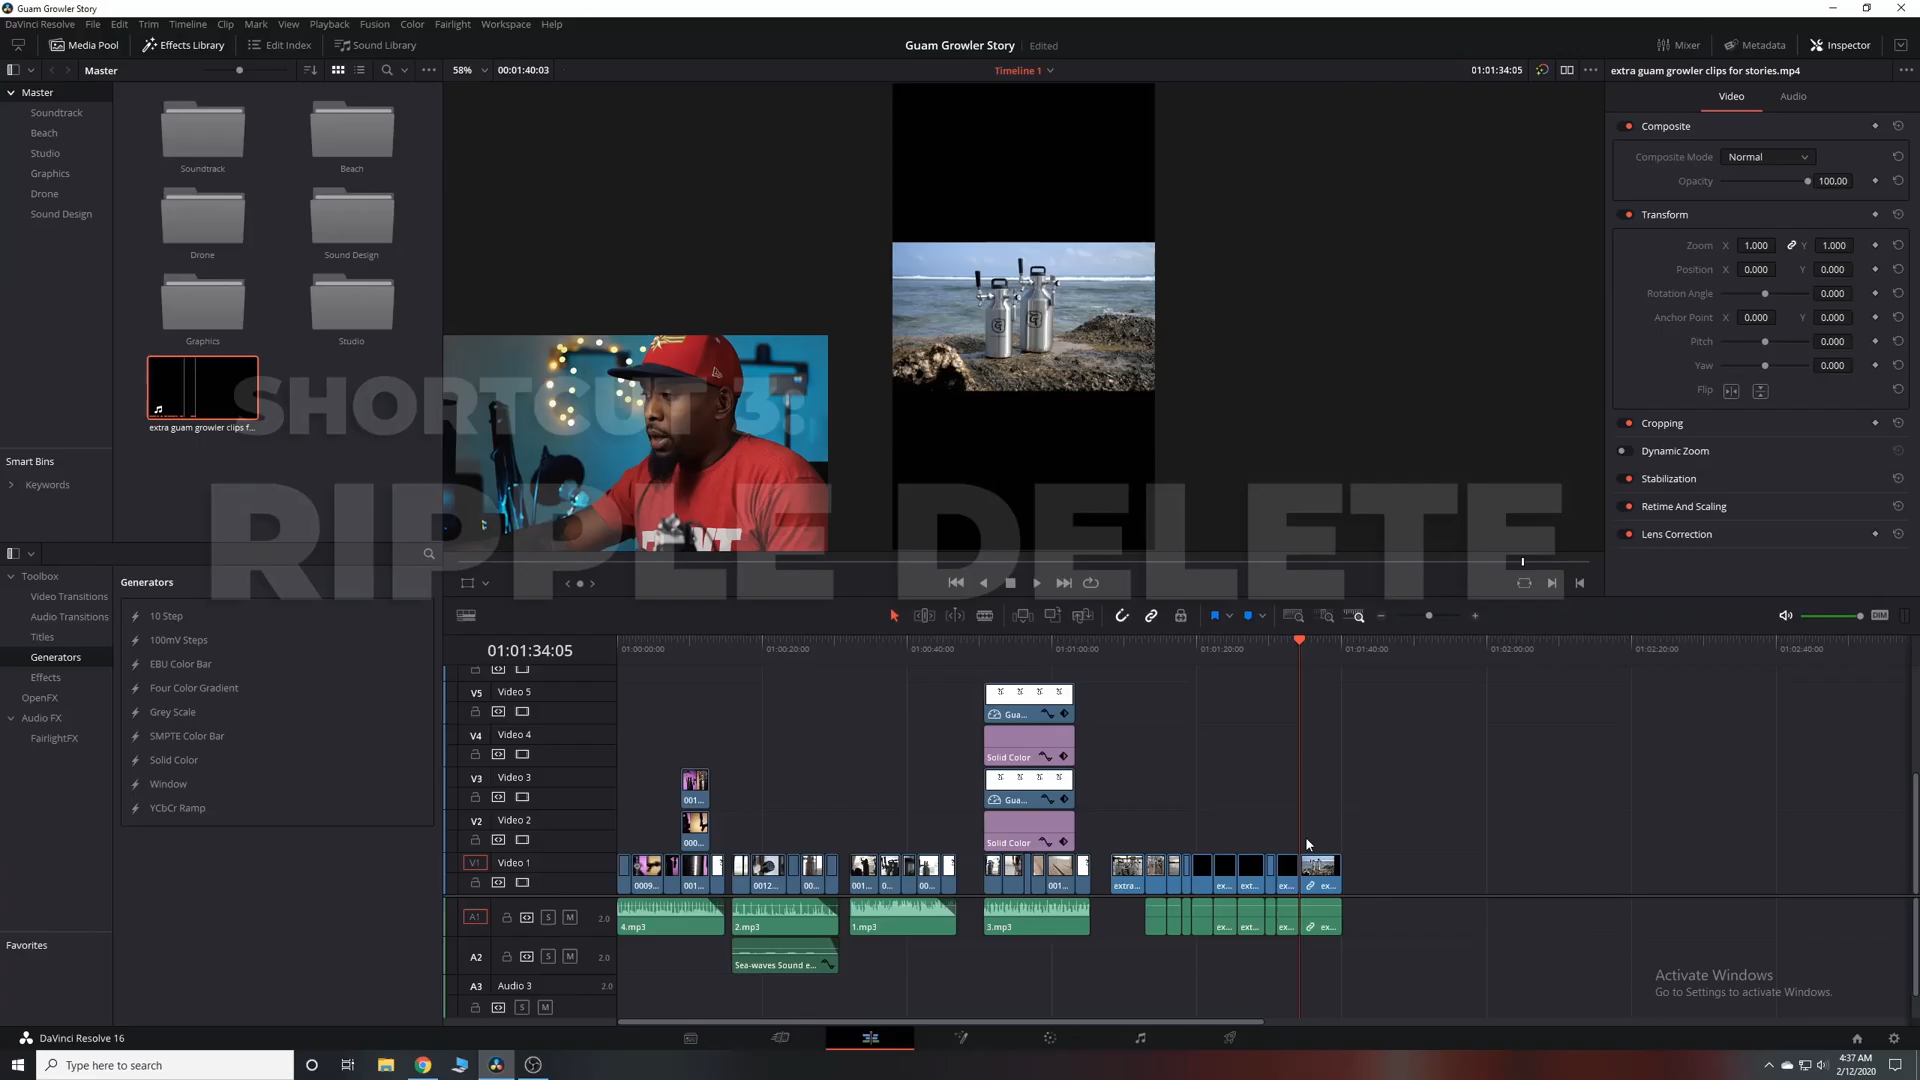 Guam Growler Story
DaVinci Resolve File Edit Trim Timeline Clip Mark View Playback Fusion Color Fairlight Workspace Help
Media Pool Effects Library Edit Index Sound Library
Guam Growler Story Edited
Mixer Metadata Inspector
Master
58% 00:01:40:03
Timeline 1
01:01:34:05
extra guam growler clips for stories.mp4
Master
Soundtrack
Beach
Studio
Graphics
Drone
Sound Design
Soundtrack Beach
Drone Sound Design
Graphics Studio
extra guam growler clips f...
Smart Bins
Keywords
Video Audio
Composite
Composite Mode Normal
Opacity 100.00
Transform
Zoom X 1.000 Y 1.000
Position X 0.000 Y 0.000
Rotation Angle 0.000
Anchor Point X 0.000 Y 0.000
Pitch 0.000
Yaw 0.000
Flip
Cropping
Dynamic Zoom
Stabilization
Retime And Scaling
Lens Correction
SHORTCUT 3:
RIPPLE DELETE
Toolbox
Video Transitions
Audio Transitions
Titles
Generators
Effects
OpenFX
Audio FX
FairlightFX
Favorites
Generators
10 Step
100mV Steps
EBU Color Bar
Four Color Gradient
Grey Scale
SMPTE Color Bar
Solid Color
Window
YCbCr Ramp
DIM
01:01:34:05
01:00:00:00 01:00:20:00 01:00:40:00 01:01:00:00 01:01:20:00 01:01:40:00 01:02:00:00 01:02:20:00 01:02:40:00
V5 Video 5
Gua...
V4 Video 4
Solid Color
V3 Video 3
001... Gua...
V2 Video 2
000... Solid Color
V1 Video 1
0009... 001... 0012... 00... 001... 0... 00... 001... extra... ex... ext... ex... ex...
A1 S M 2.0
4.mp3 2.mp3 1.mp3 3.mp3 ex... ext... ex... ex...
A2 S M 2.0
Sea-waves Sound e...
A3 Audio 3 2.0
S M
Activate Windows
Go to Settings to activate Windows.
DaVinci Resolve 16
Type here to search
4:37 AM
2/12/2020